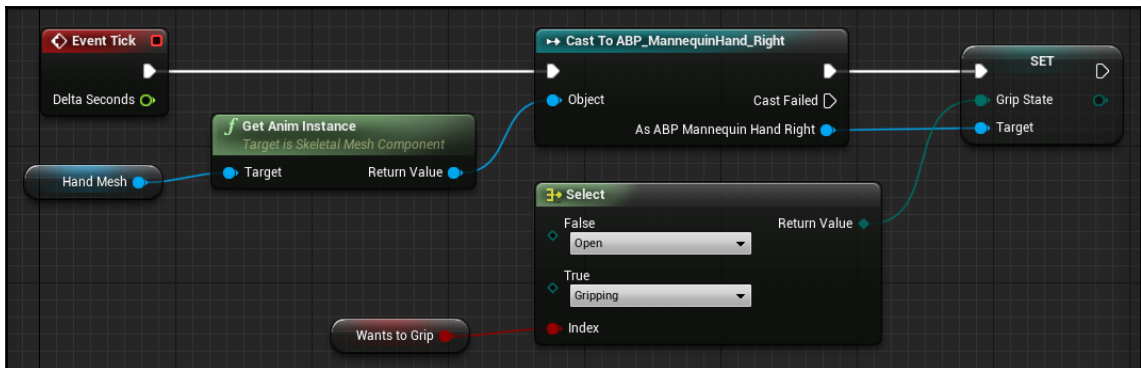 Event Tick
Delta Seconds
Hand Mesh
f Get Anim Instance
Target is Skeletal Mesh Component
Target Return Value
Cast To ABP_MannequinHand_Right
Object Cast Failed
As ABP Mannequin Hand Right
SET
Grip State
Target
Select
False Return Value
Open
True
Gripping
Index
Wants to Grip